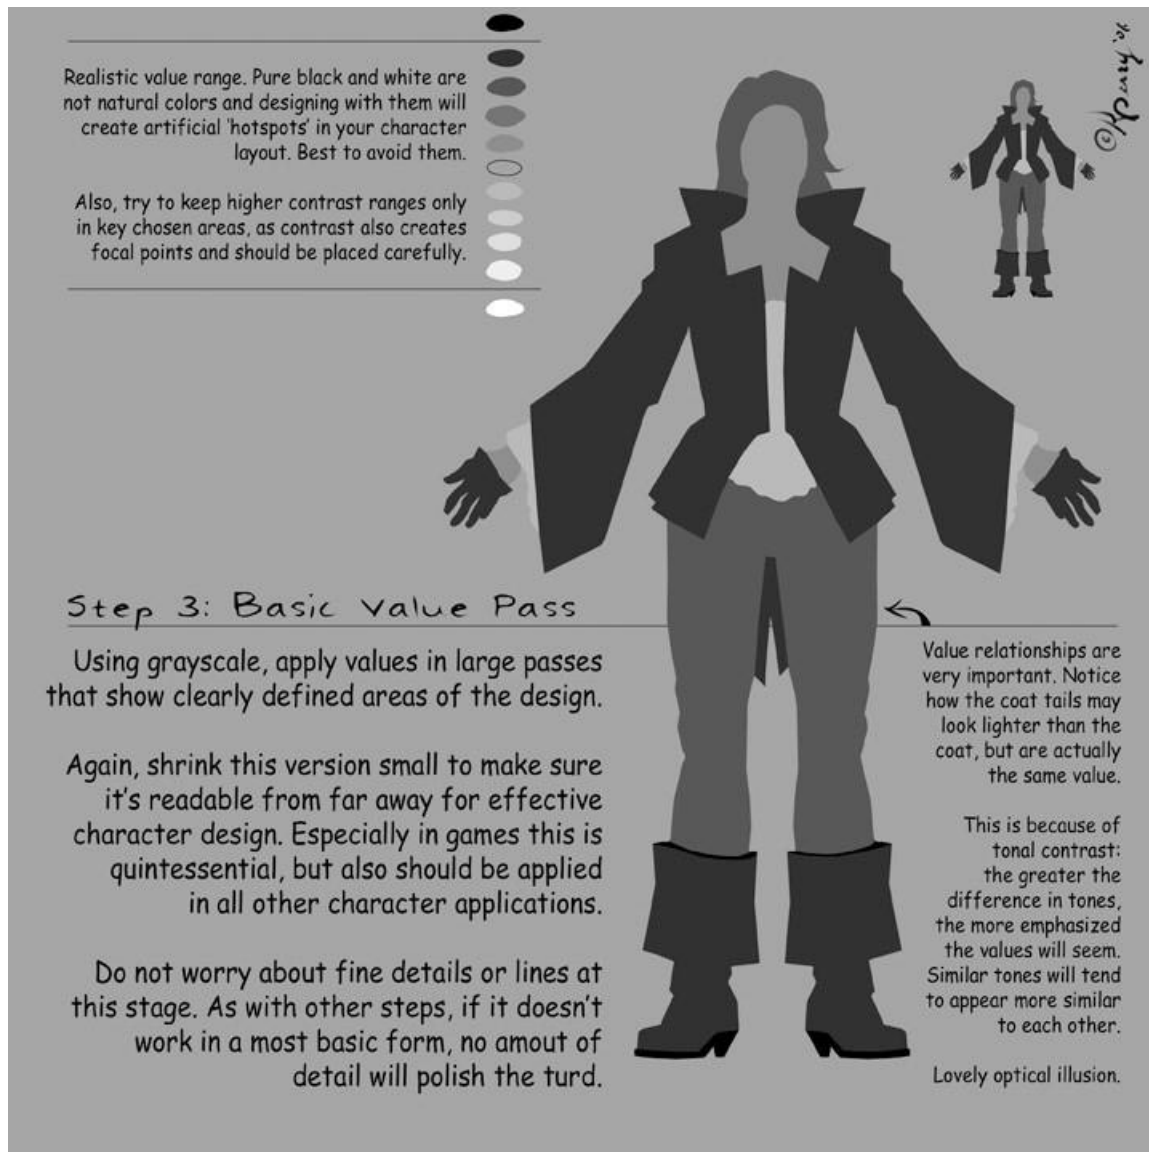 Realistic value range. Pure black and white are
not natural colors and designing with them will
create artificial 'hotspots' in your character
layout. Best to avoid them.
Also, try to keep higher contrast ranges only
in key chosen areas, as contrast also creates
focal points and should be placed carefully.
Step 3: Basic Value Pass
Using grayscale, apply values in large passes
that show clearly defined areas of the design.
Again, shrink this version small to make sure
it's readable from far away for effective
character design. Especially in games this is
quintessential, but also should be applied
in all other character applications.
Do not worry about fine details or lines at
this stage. As with other steps, if it doesn't
work in a most basic form, no amout of
detail will polish the turd.
Value relationships are
very important. Notice
how the coat tails may
look lighter than the
coat, but are actually
the same value.
This is because of
tonal contrast:
the greater the
difference in tones,
the more emphasized
the values will seem.
Similar tones will tend
to appear more similar
to each other.
Lovely optical illusion.